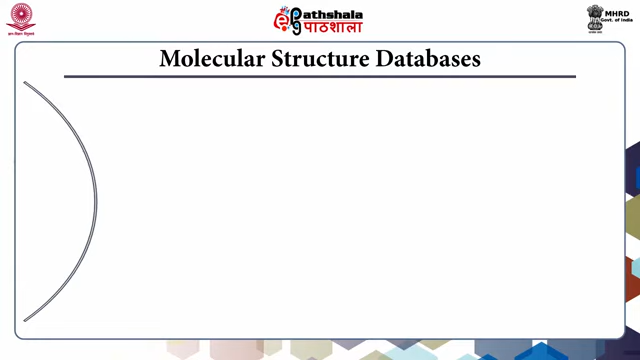 Pathshala
पाठशाला
MHRD
Govt. of India
Molecular Structure Databases